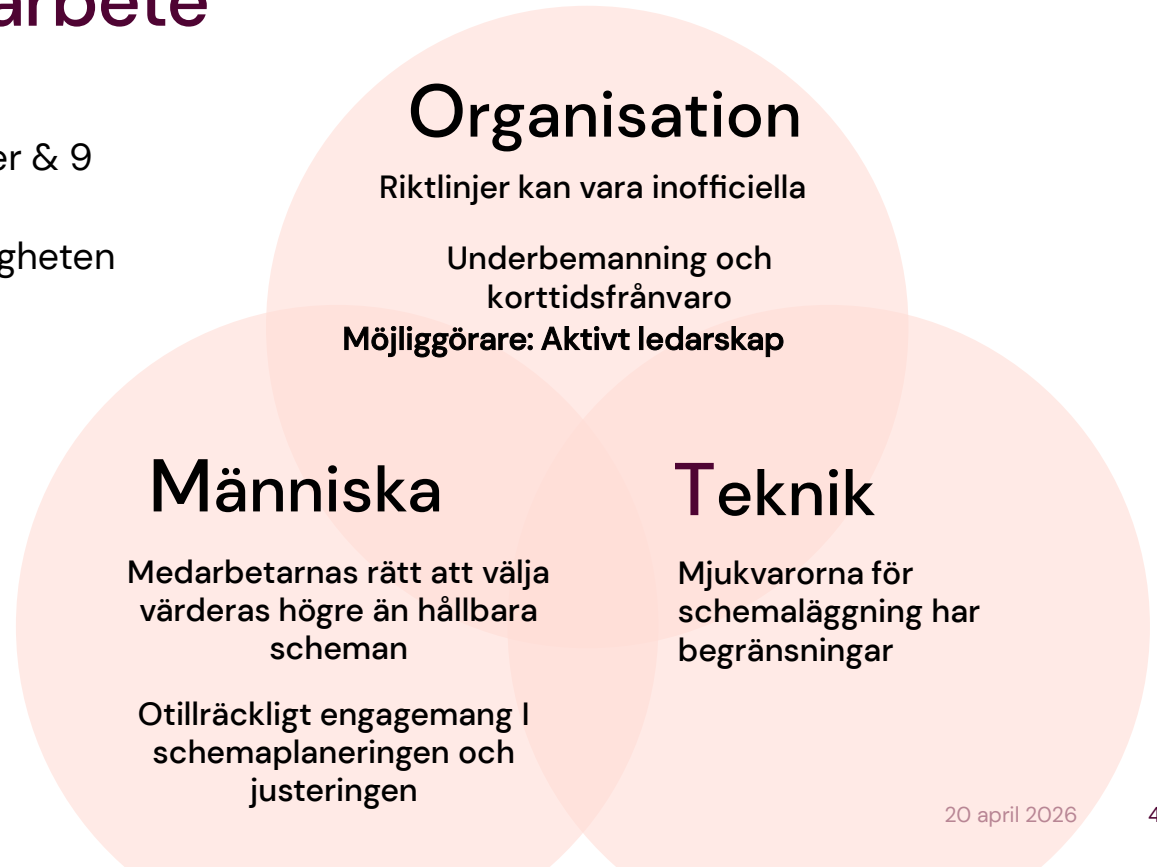 arbete
er & 9
gheten
Organisation
Riktlinjer kan vara inofficiella
Underbemanning och
korttidsfrånvaro
Möjliggörare: Aktivt ledarskap
Människa
Medarbetarnas rätt att välja
värderas högre än hållbara
scheman
Otillräckligt engagemang I
schemaplaneringen och
justeringen
Teknik
Mjukvarorna för
schemaläggning har
begränsningar
20 april 2026
4